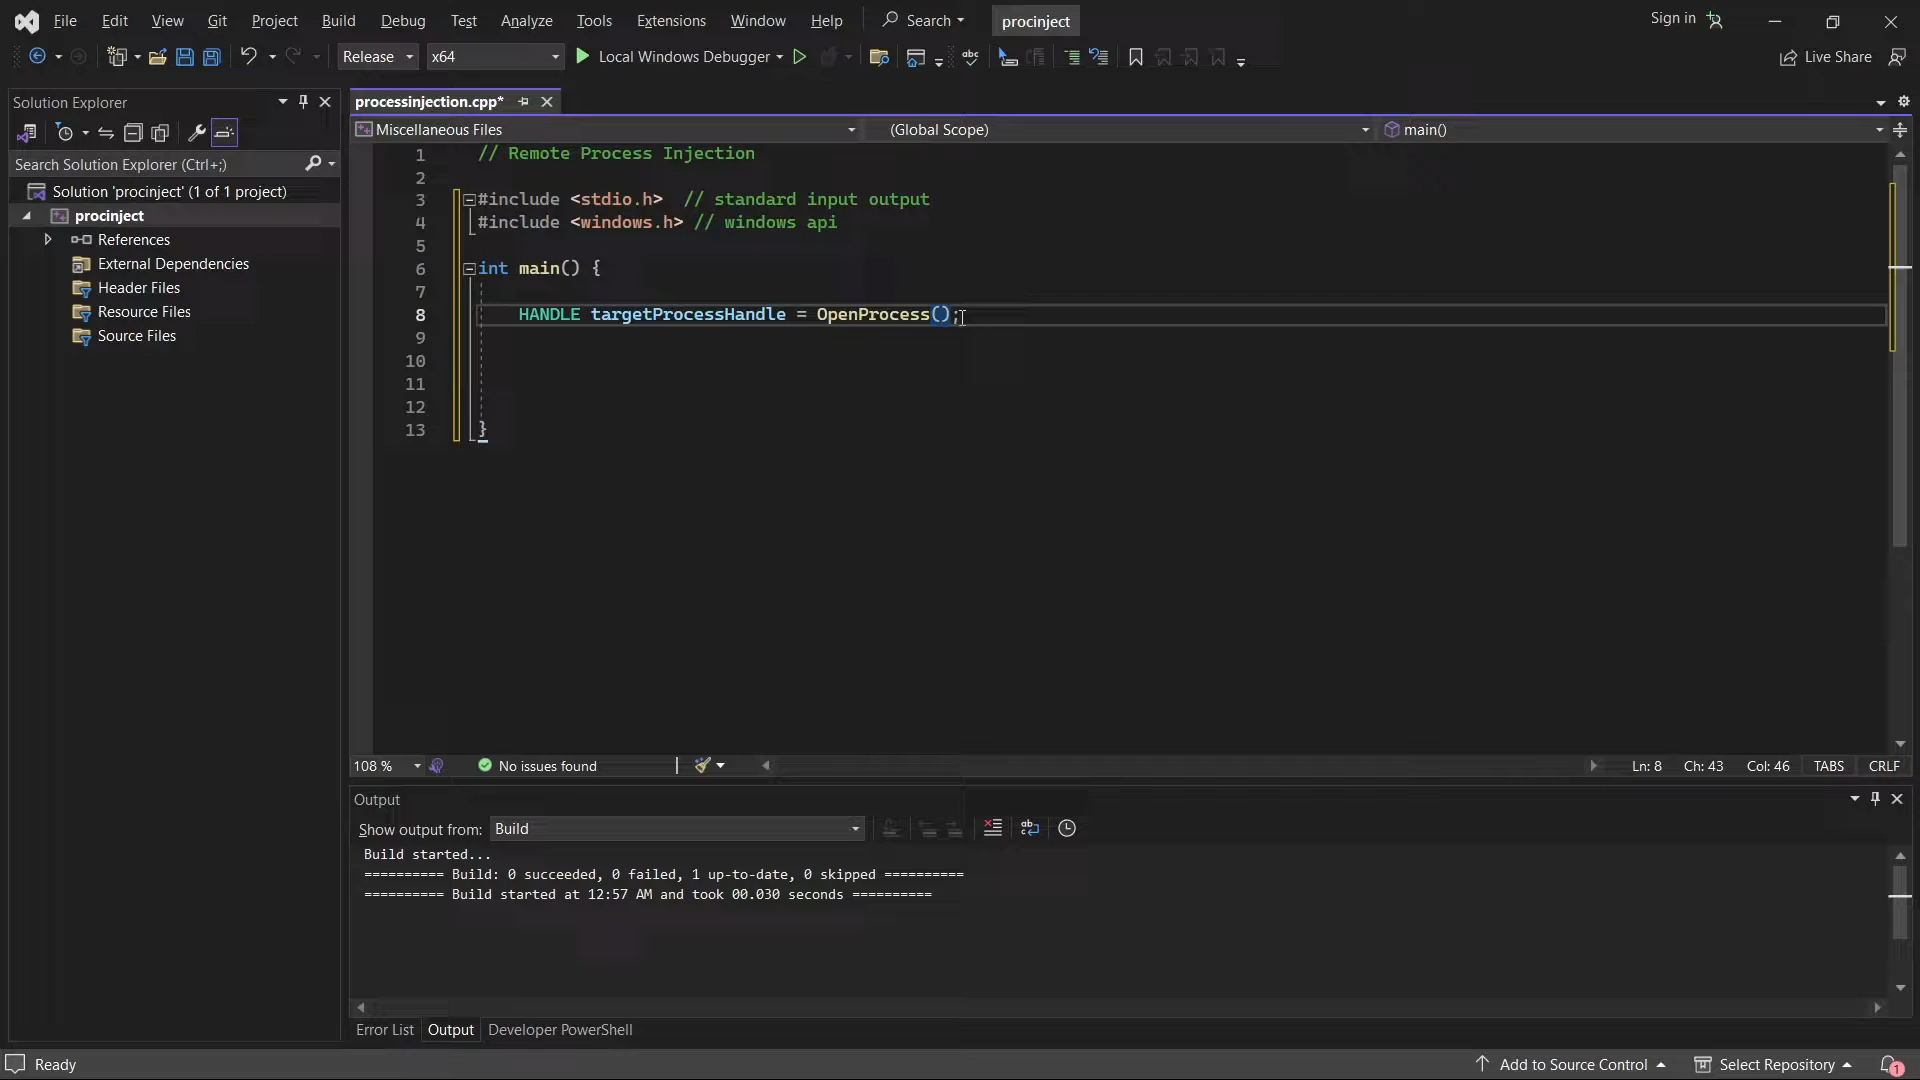 File Edit View Git Project Build Debug Test Analyze Tools Extensions Window Help Search procinject Sign in
Release x64 Local Windows Debugger abc Live Share
Solution Explorer
Search Solution Explorer (Ctrl+;)
Solution 'procinject' (1 of 1 project)
procinject
References
External Dependencies
Header Files
Resource Files
Source Files
processinjection.cpp*
Miscellaneous Files (Global Scope) main()
1 // Remote Process Injection
2
3 #include <stdio.h> // standard input output
4 #include <windows.h> // windows api
5
6 int main() {
7
8 HANDLE targetProcessHandle = OpenProcess();
9
10
11
12
13 }
108 % No issues found Ln: 8 Ch: 43 Col: 46 TABS CRLF
Output
Show output from: Build
Build started...
========== Build: 0 succeeded, 0 failed, 1 up-to-date, 0 skipped ==========
========== Build started at 12:57 AM and took 00.030 seconds ==========
Error List Output Developer PowerShell
Ready Add to Source Control Select Repository 1